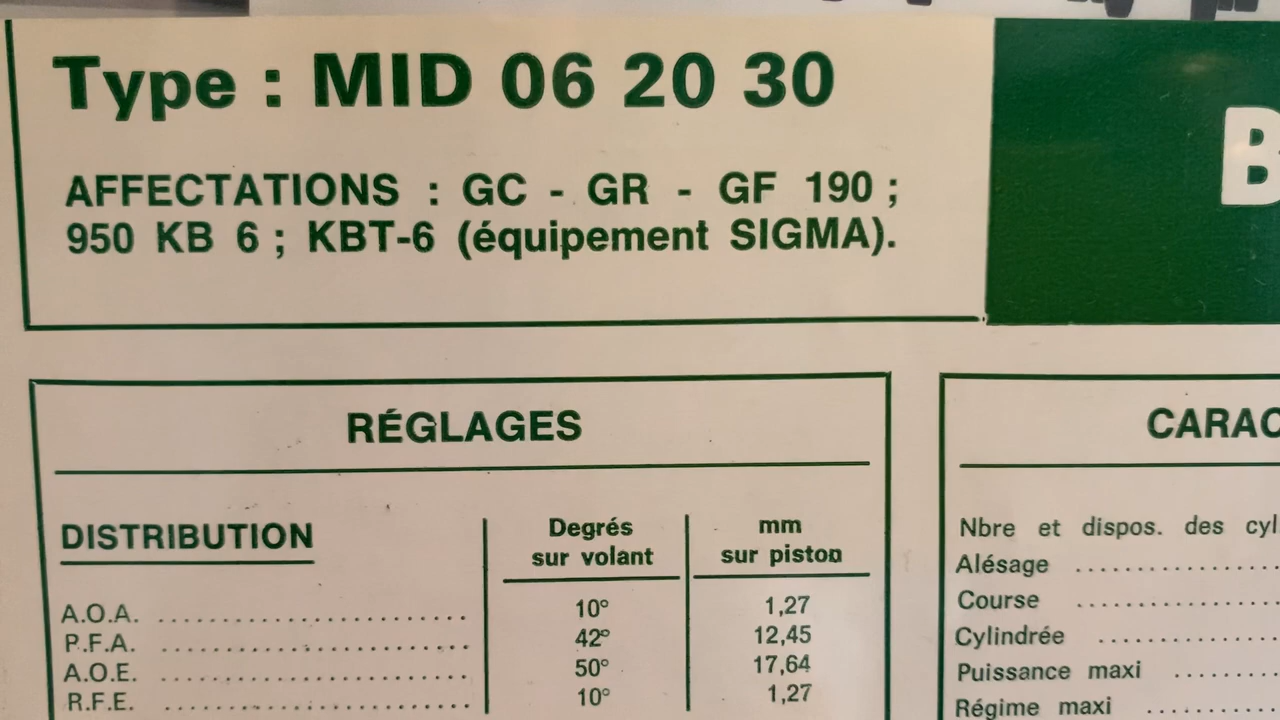 Type : MID 06 20 30
AFFECTATIONS : GC - GR - GF 190 ;
950 KB 6 ; KBT-6 (équipement SIGMA).
B
RÉGLAGES
DISTRIBUTION
Degrés
sur volant
mm
sur piston
A.O.A. .......... 10° 1,27
P.F.A. .......... 42° 12,45
A.O.E. .......... 50° 17,64
R.F.E. .......... 10° 1,27
CARAC
Nbre et dispos. des cyl
Alésage ..........
Course ..........
Cylindrée ..........
Puissance maxi ..........
Régime maxi ..........